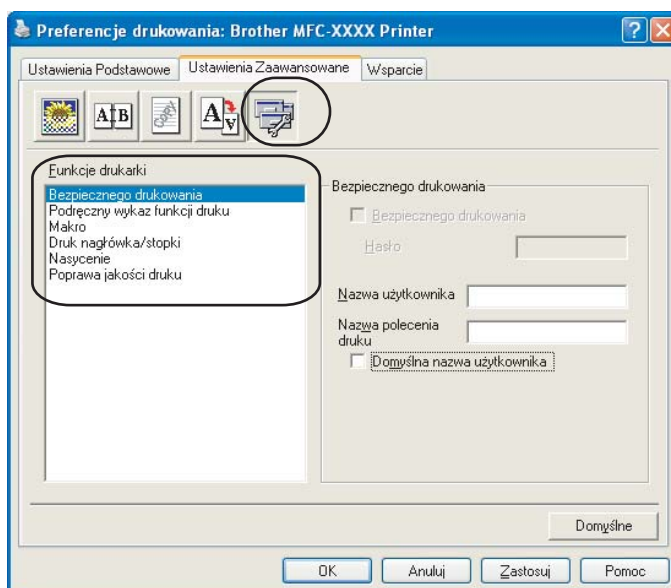 Preferencje drukowania: Brother MFC-XXXX Printer
Ustawienia Podstawowe
Ustawienia Zaawansowane
Wsparcie
Funkcje drukarki
Bezpiecznego drukowania
Podręczny wykaz funkcji druku
Makro
Druk nagłówka/stopki
Nasycenie
Poprawa jakości druku
Bezpiecznego drukowania
Bezpiecznego drukowania
Hasło
Nazwa użytkownika
Nazwa polecenia
druku
Domyślna nazwa użytkownika
Domyślne
OK
Anuluj
Zastosuj
Pomoc